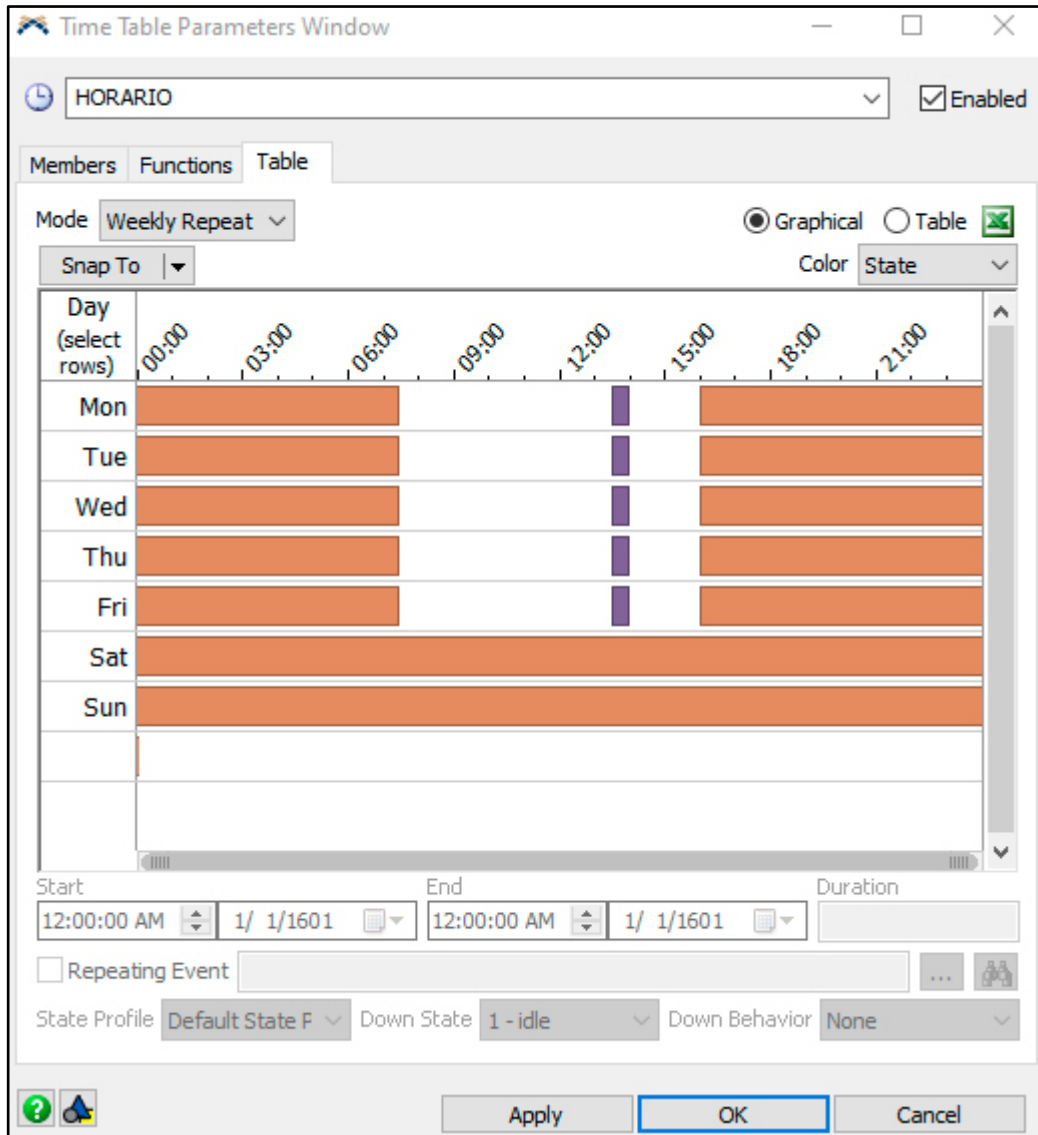 Time Table Parameters Window
HORARIO Enabled
Members Functions Table
Mode Weekly Repeat Graphical Table
Snap To Color State
Day (select rows) 00:00 03:00 06:00 09:00 12:00 15:00 18:00 21:00
Mon
Tue
Wed
Thu
Fri
Sat
Sun
Start End Duration
12:00:00 AM 1/ 1/1601 12:00:00 AM 1/ 1/1601
Repeating Event ...
State Profile Default State P Down State 1 - idle Down Behavior None
? Apply OK Cancel